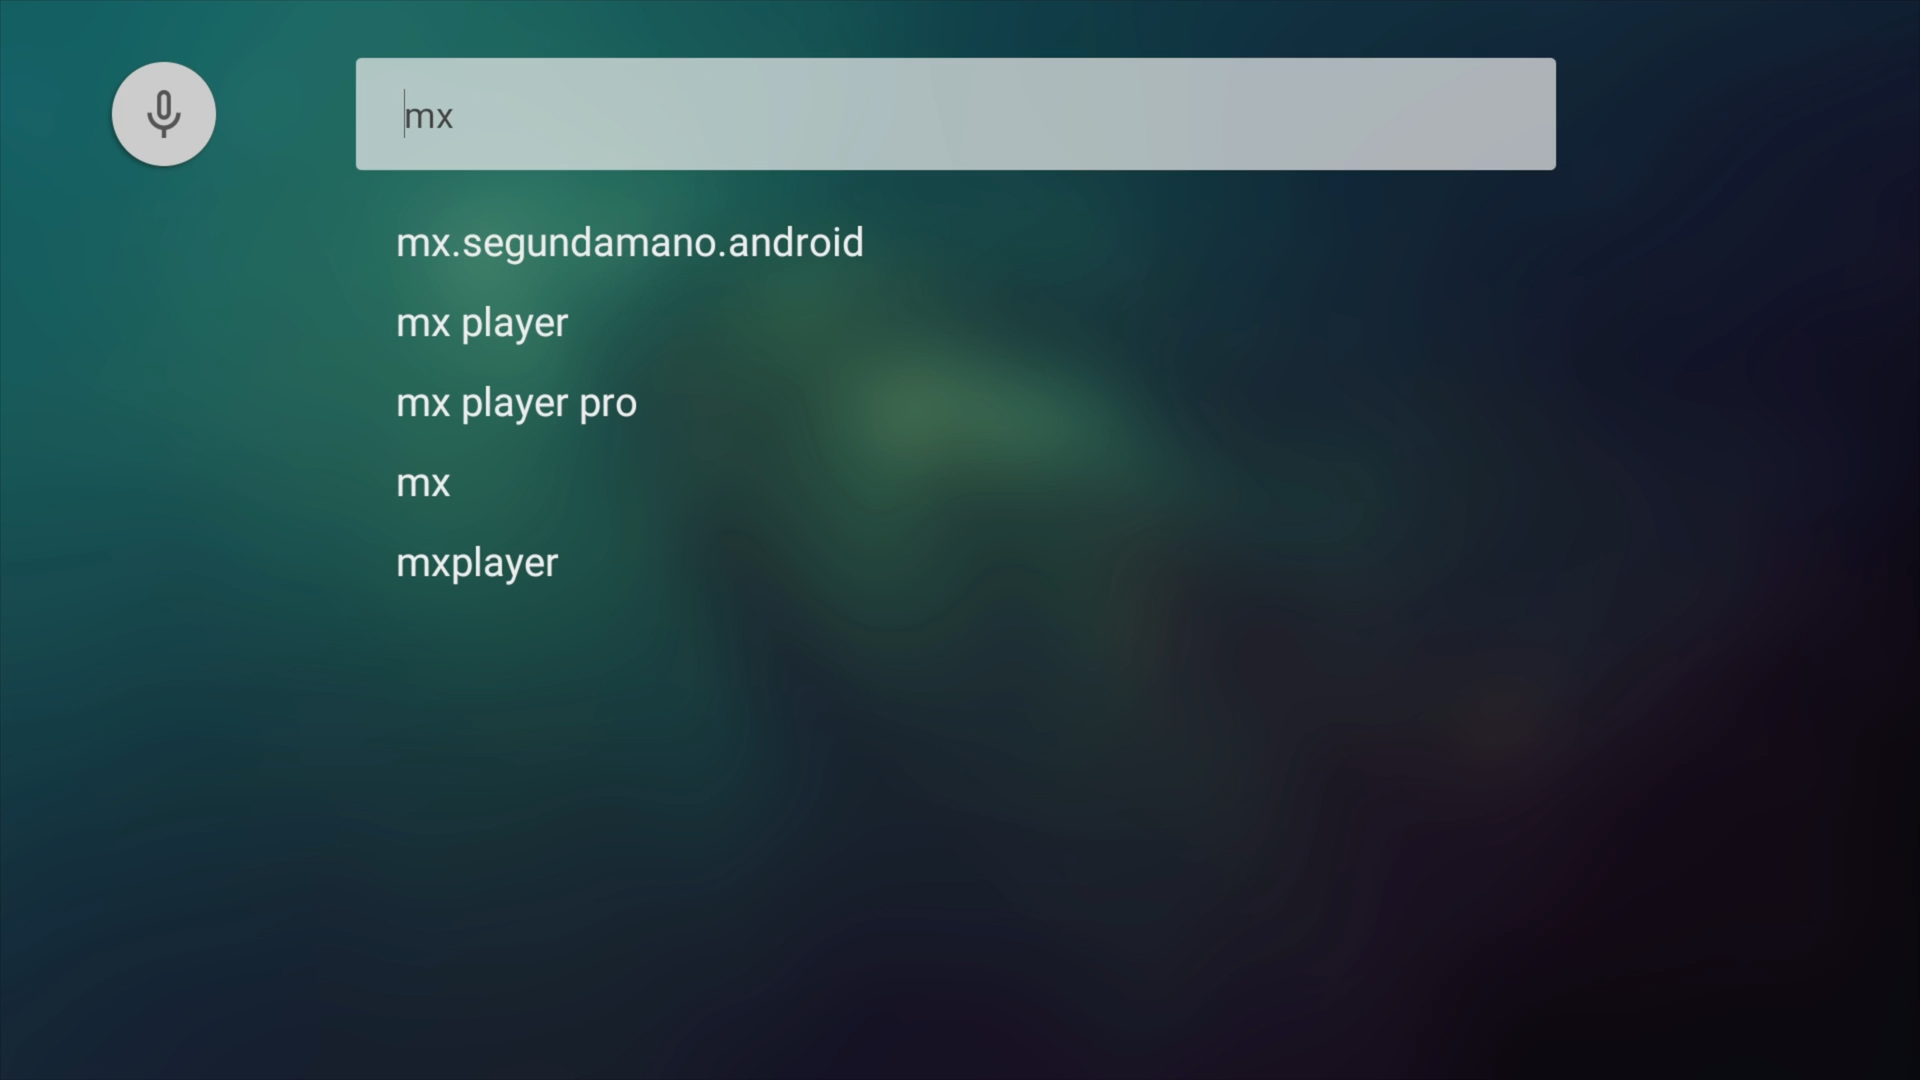 mx
mx.segundamano.android
mx player
mx player pro
mx
mxplayer